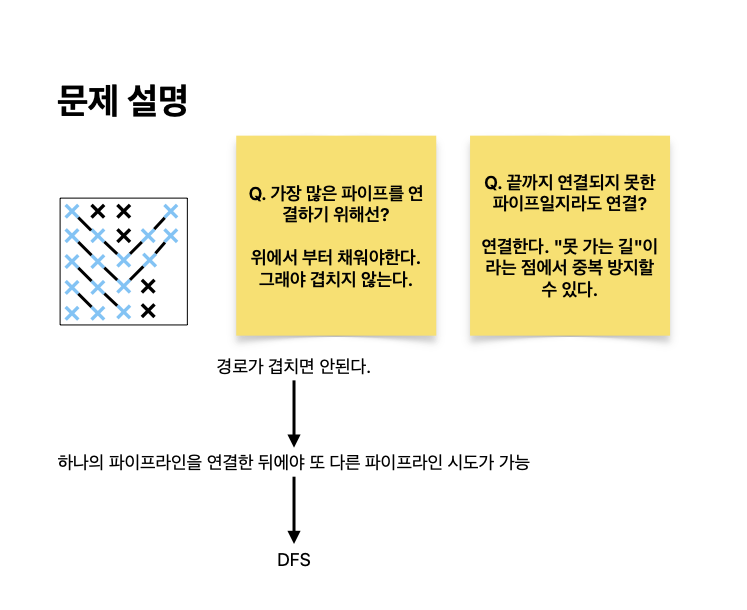 문제 설명
Q. 가장 많은 파이프를 연
결하기 위해선?
위에서 부터 채워야한다.
그래야 겹치지 않는다.
Q. 끝까지 연결되지 못한
파이프일지라도 연결?
연결한다. "못 가는 길"이
라는 점에서 중복 방지할
수 있다.
경로가 겹치면 안된다.
하나의 파이프라인을 연결한 뒤에야 또 다른 파이프라인 시도가 가능
DFS